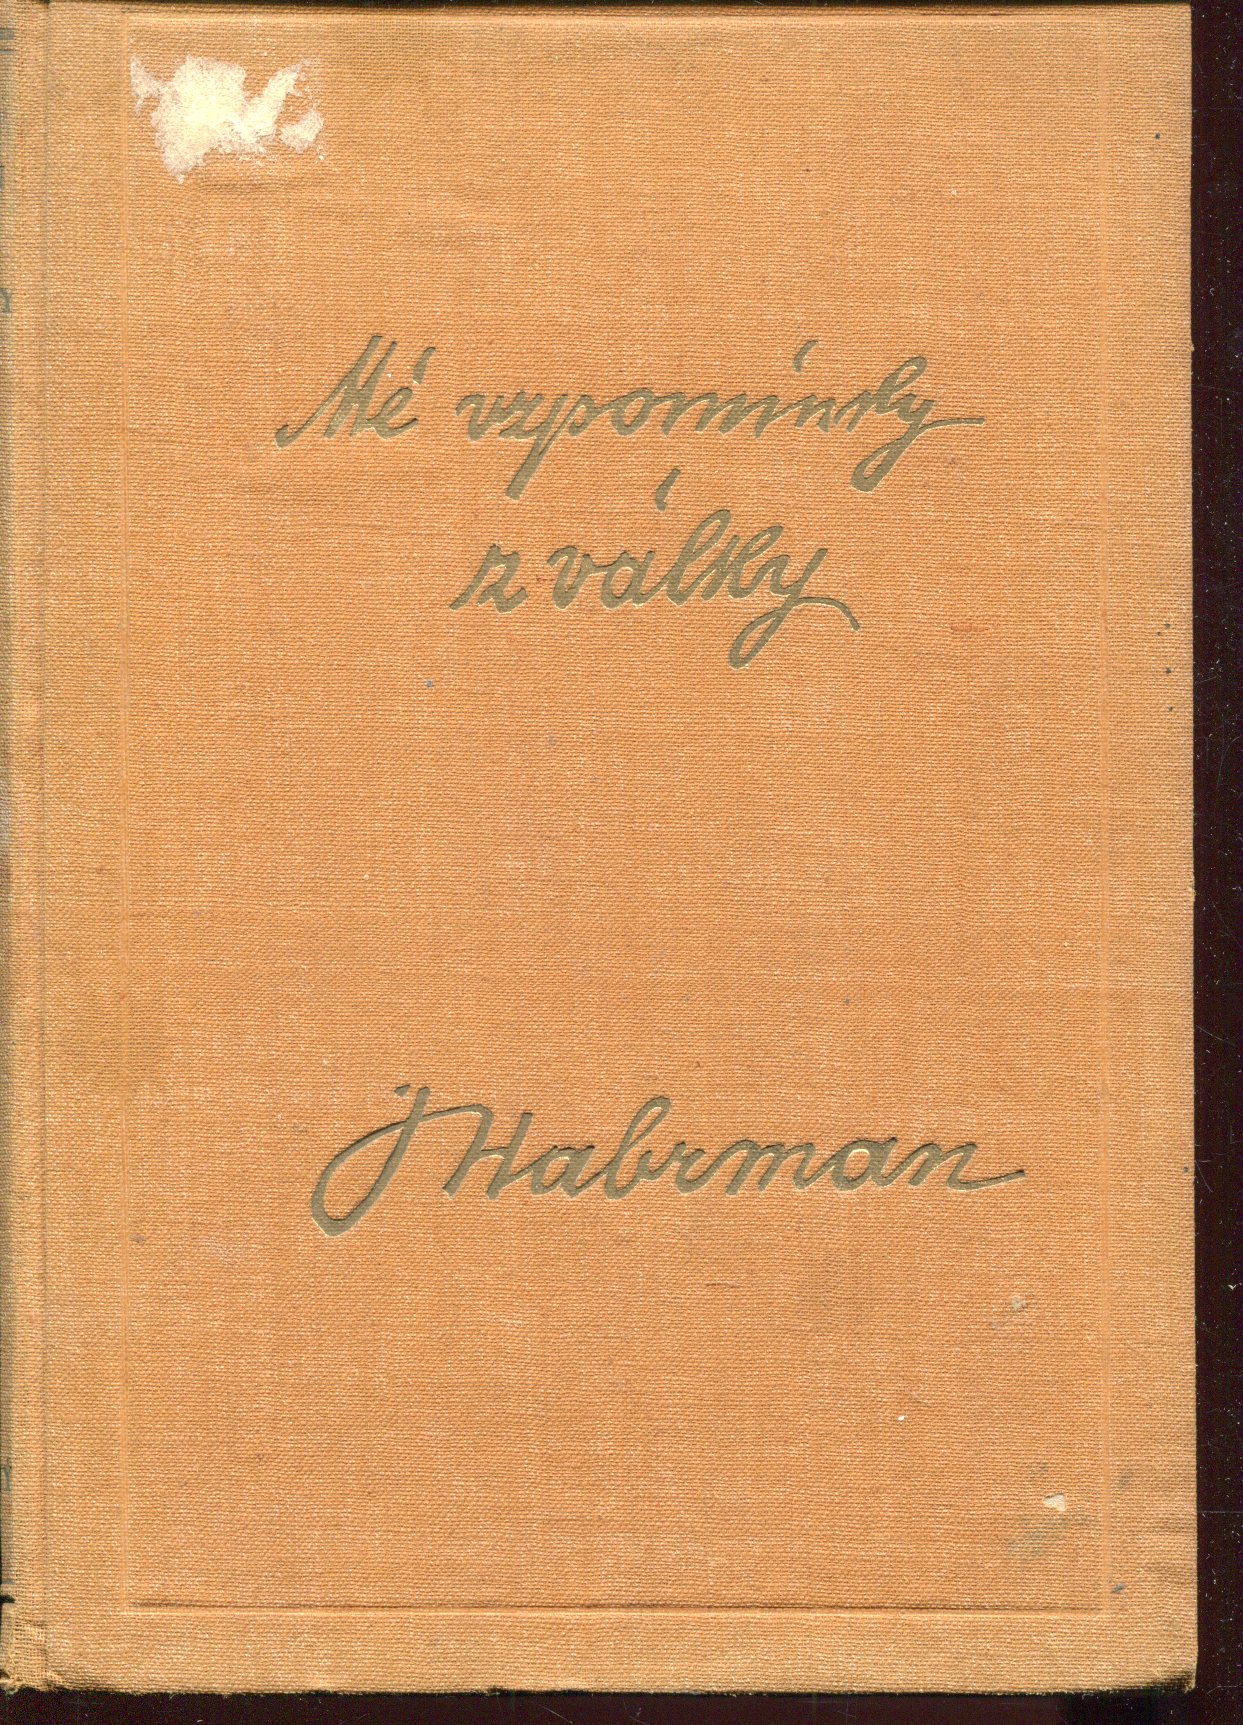 Mé vzpomínky
z války
J Habrman